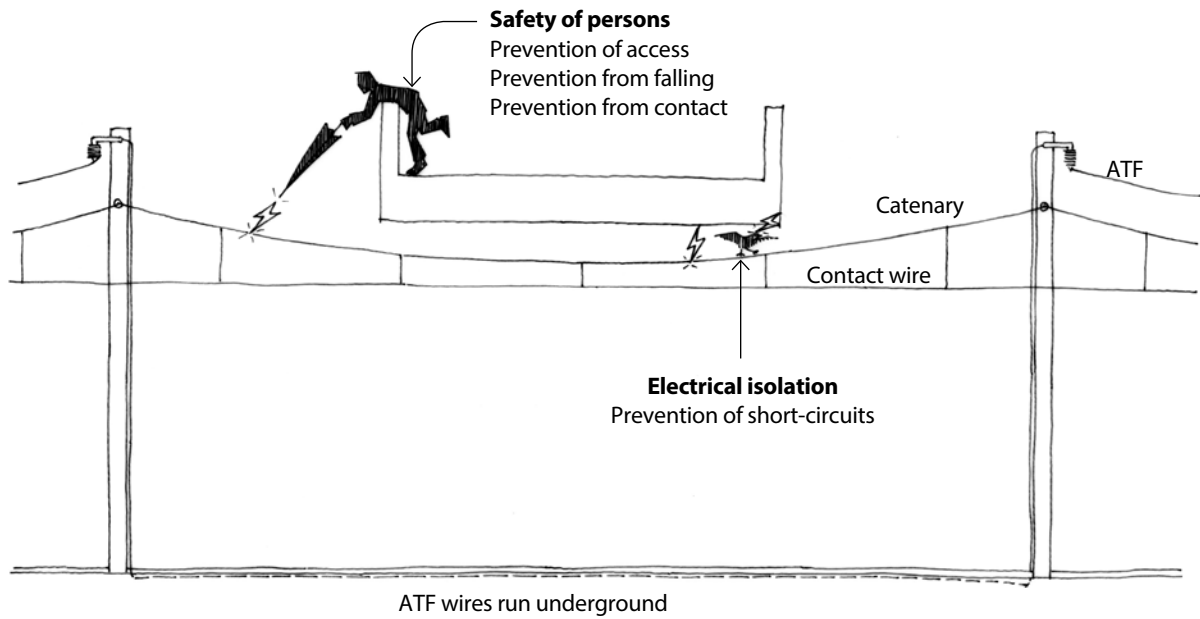 Safety of persons
Prevention of access
Prevention from falling
Prevention from contact
ATF
Catenary
Contact wire
Electrical isolation
Prevention of short-circuits
ATF wires run underground